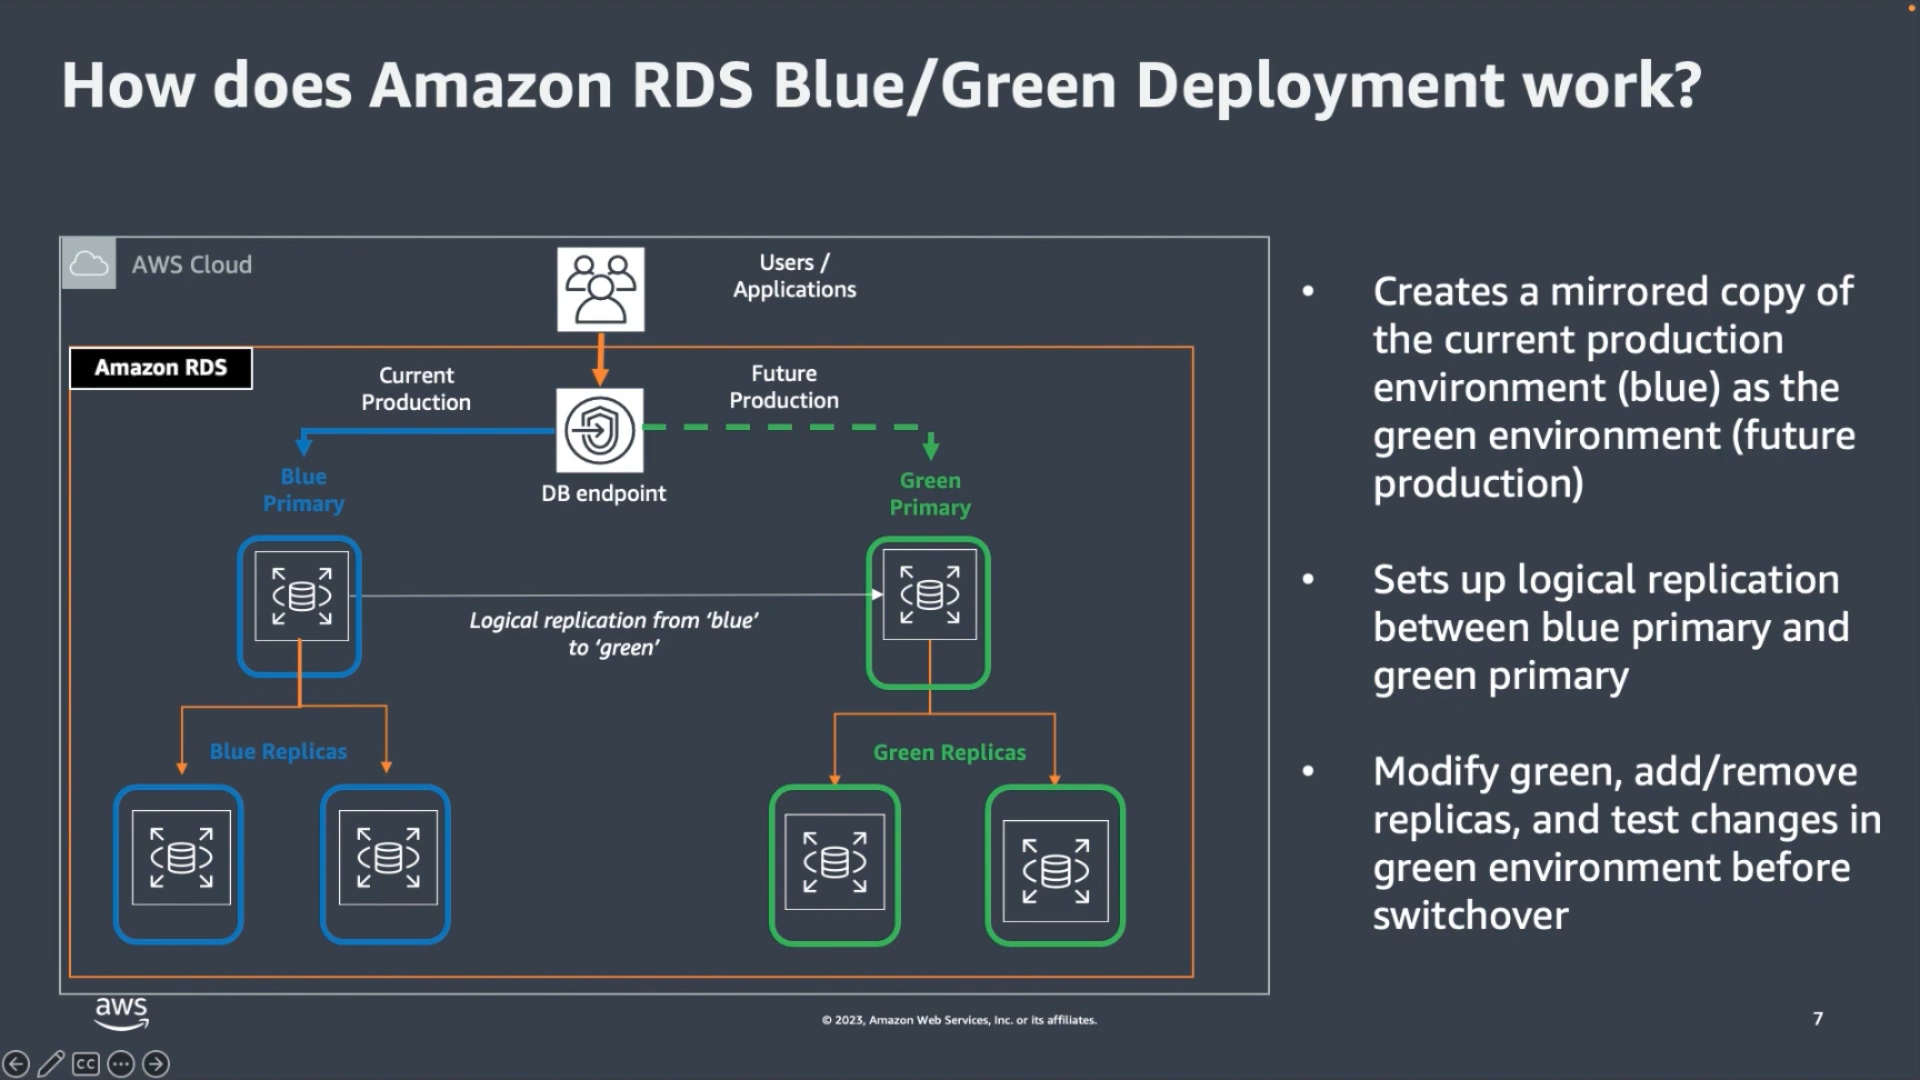 How does Amazon RDS Blue/Green Deployment work?
AWS Cloud
Users /
Applications
Amazon RDS
Current
Production
Future
Production
DB endpoint
Blue
Primary
Green
Primary
Logical replication from ‘blue’
to ‘green’
Blue Replicas
Green Replicas
• Creates a mirrored copy of
the current production
environment (blue) as the
green environment (future
production)
• Sets up logical replication
between blue primary and
green primary
• Modify green, add/remove
replicas, and test changes in
green environment before
switchover
aws
© 2023, Amazon Web Services, Inc. or its affiliates.
7
CC